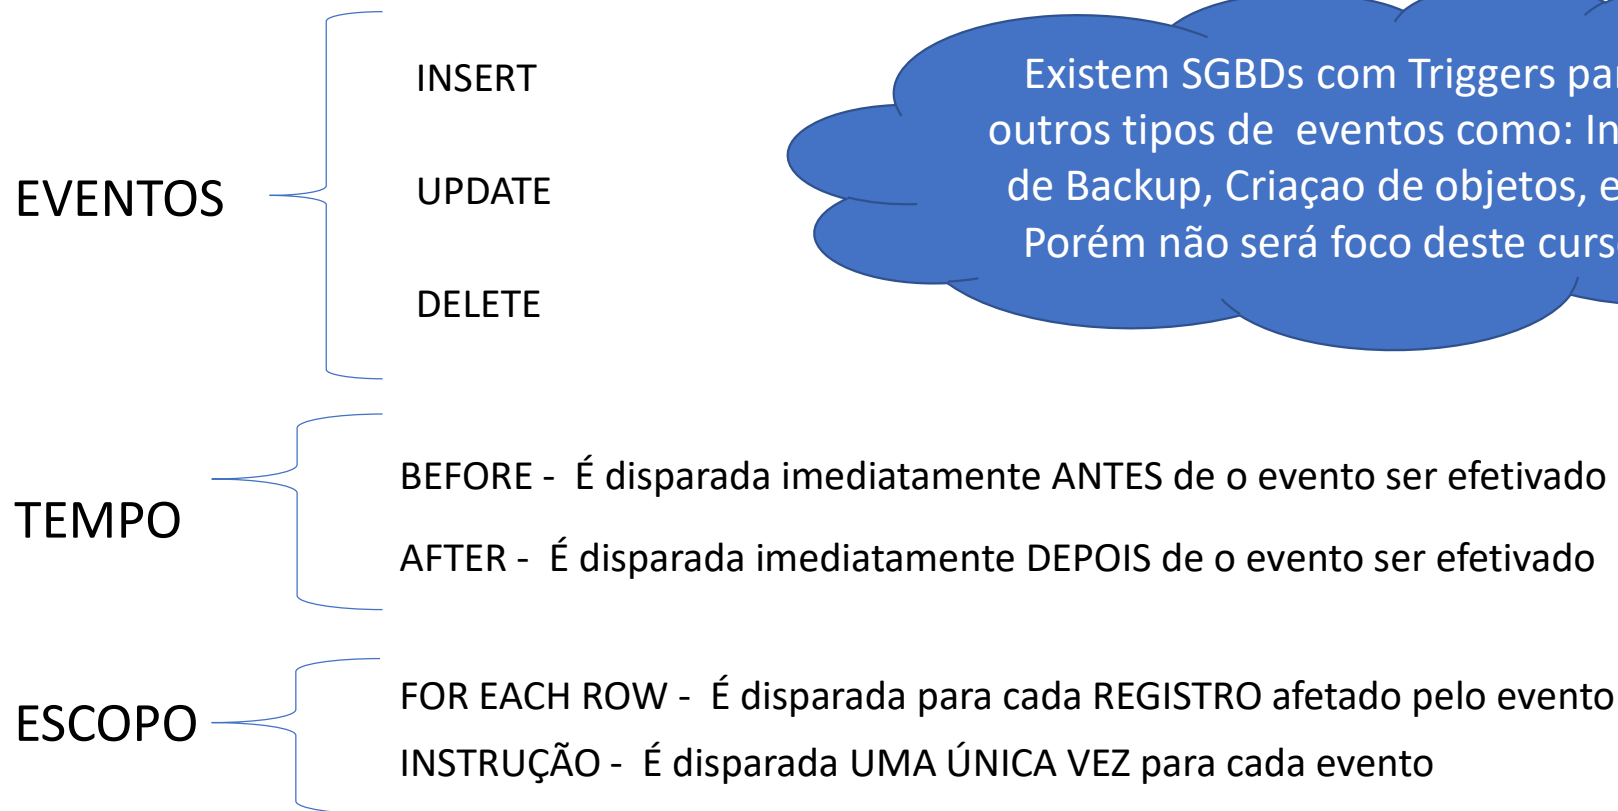 EVENTOS
INSERT
UPDATE
DELETE
Existem SGBDs com Triggers
outros tipos de eventos como:
de Backup, Criaçao de objetos,
Porém não será foco deste
TEMPO
BEFORE - É disparada imediatamente ANTES de o evento ser efetivado
AFTER - É disparada imediatamente DEPOIS de o evento ser efetivado
ESCOPO
FOR EACH ROW - É disparada para cada REGISTRO afetado pelo evento
INSTRUÇÃO - É disparada UMA ÚNICA VEZ para cada evento